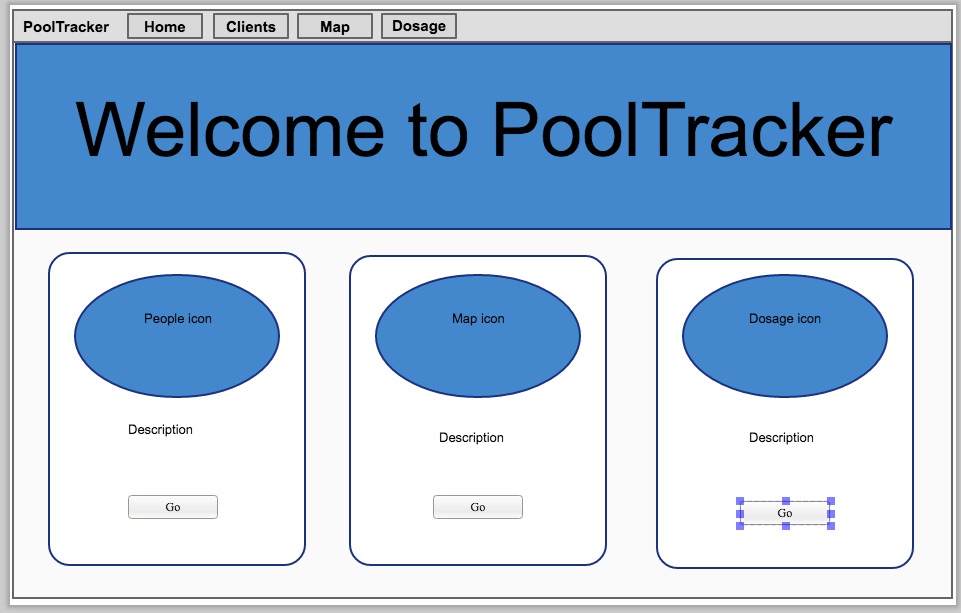 PoolTracker Home Clients Map Dosage
Welcome to PoolTracker
People icon Map icon Dosage icon
Description Description Description
Go Go Go